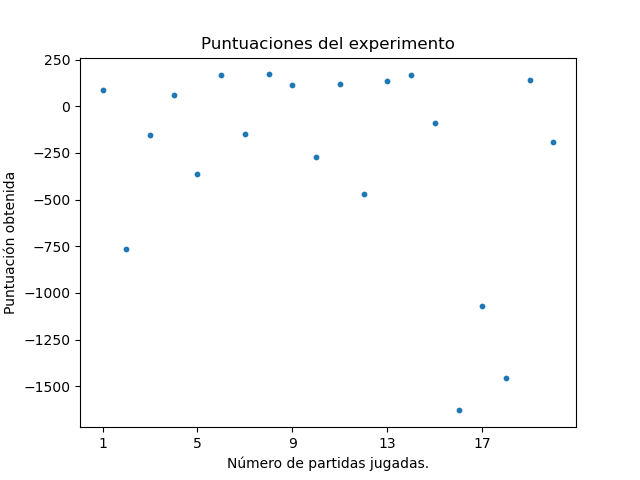 Puntuaciones del experimento
250
0
−250
−500
−750
−1000
−1250
−1500
Puntuación obtenida
1 5 9 13 17
Número de partidas jugadas.